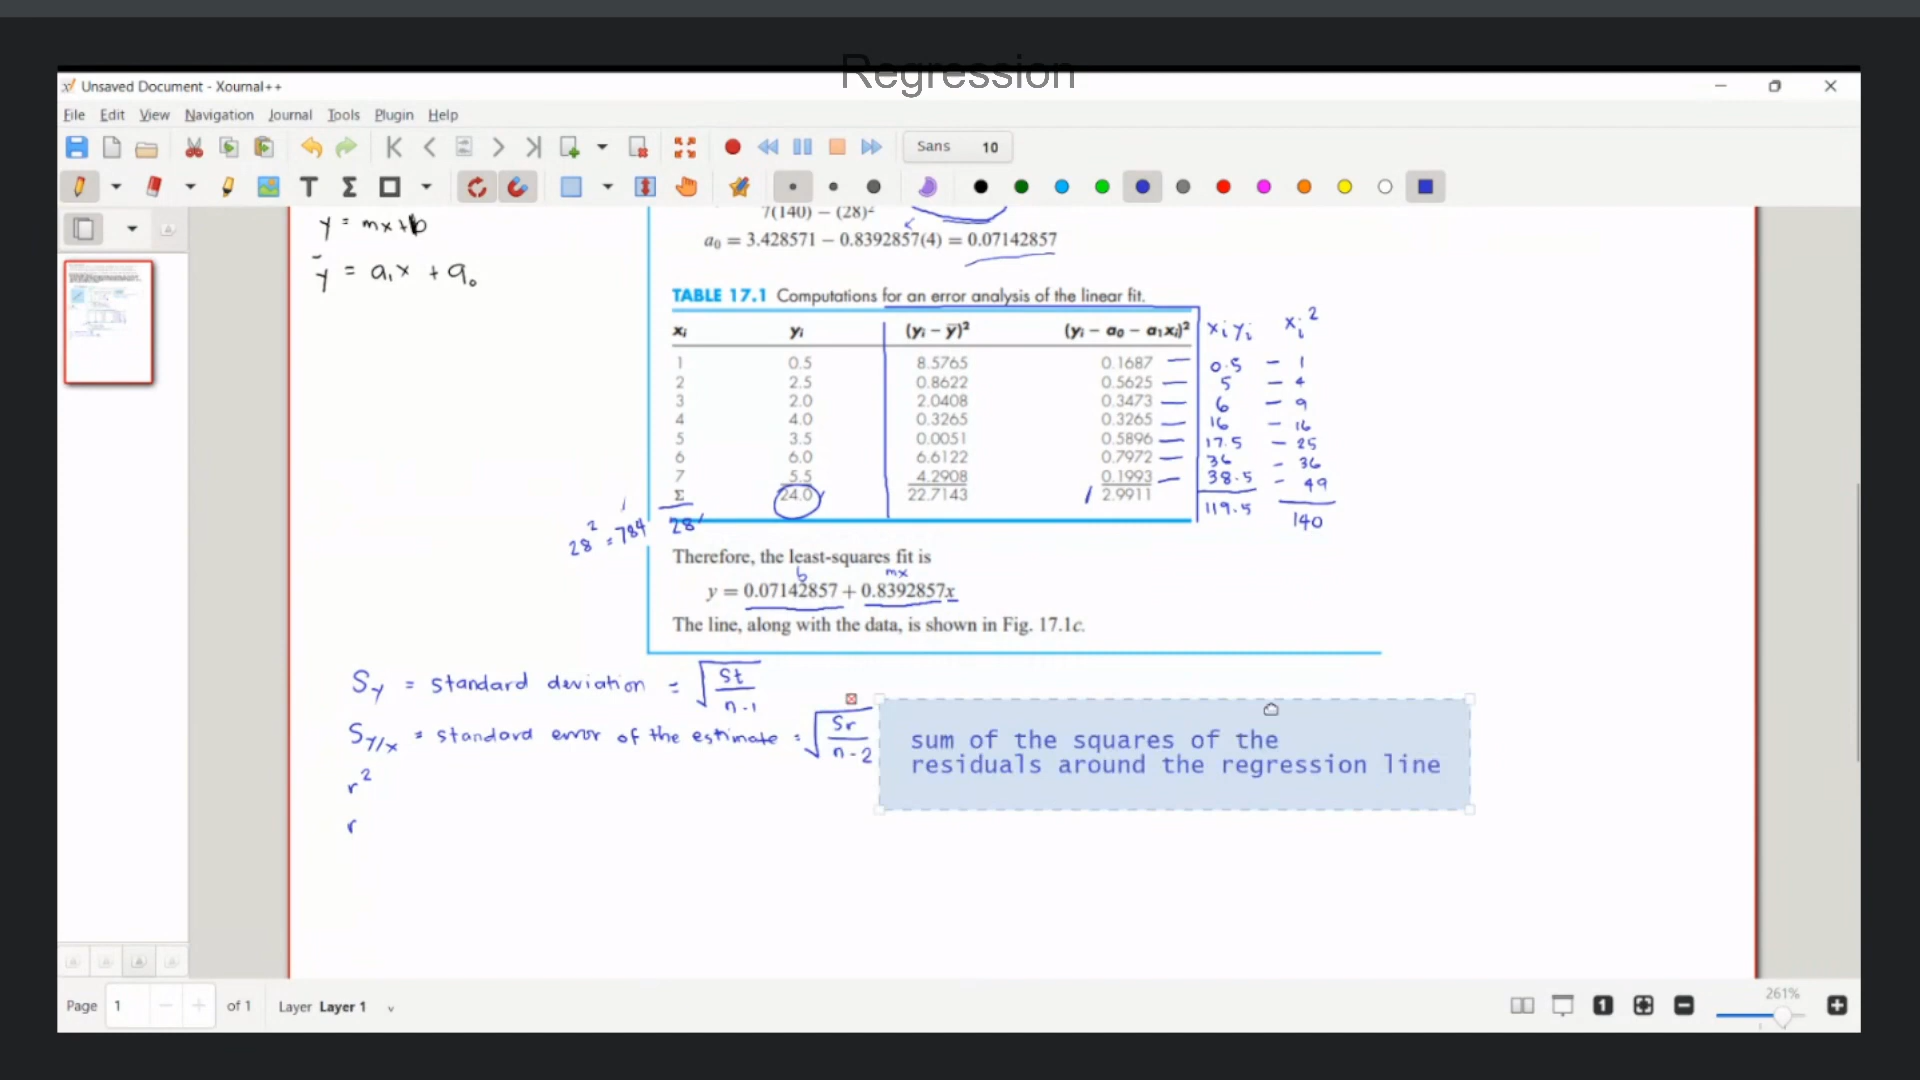 Regression
Unsaved Document - Xournal++
File Edit View Navigation Journal Tools Plugin Help
Sans 10
y = mx+b
y = a₁x + a₀
7(140) – (28)²
a₀ = 3.428571 – 0.8392857(4) = 0.07142857
TABLE 17.1 Computations for an error analysis of the linear fit.
xᵢ yᵢ (yᵢ – ȳ)² (yᵢ – a₀ – a₁xᵢ)² xᵢyᵢ xᵢ²
1 0.5 8.5765 0.1687 — 0.5 – 1
2 2.5 0.8622 0.5625 — 5 – 4
3 2.0 2.0408 0.3473 — 6 – 9
4 4.0 0.3265 0.3265 — 16 – 16
5 3.5 0.0051 0.5896 — 17.5 – 25
6 6.0 6.6122 0.7972 — 36 – 36
7 5.5 4.2908 0.1993 — 38.5 – 49
Σ 24.0 22.7143 2.9911 119.5 140
28² = 784 28
Therefore, the least-squares fit is
b mx
y = 0.07142857 + 0.8392857x
The line, along with the data, is shown in Fig. 17.1c.
Sy = standard deviation = √(St/n-1)
Sy/x = standard error of the estimate = √(Sr/n-2)
sum of the squares of the
residuals around the regression line
r²
r
Page 1 of 1 Layer Layer 1
261%